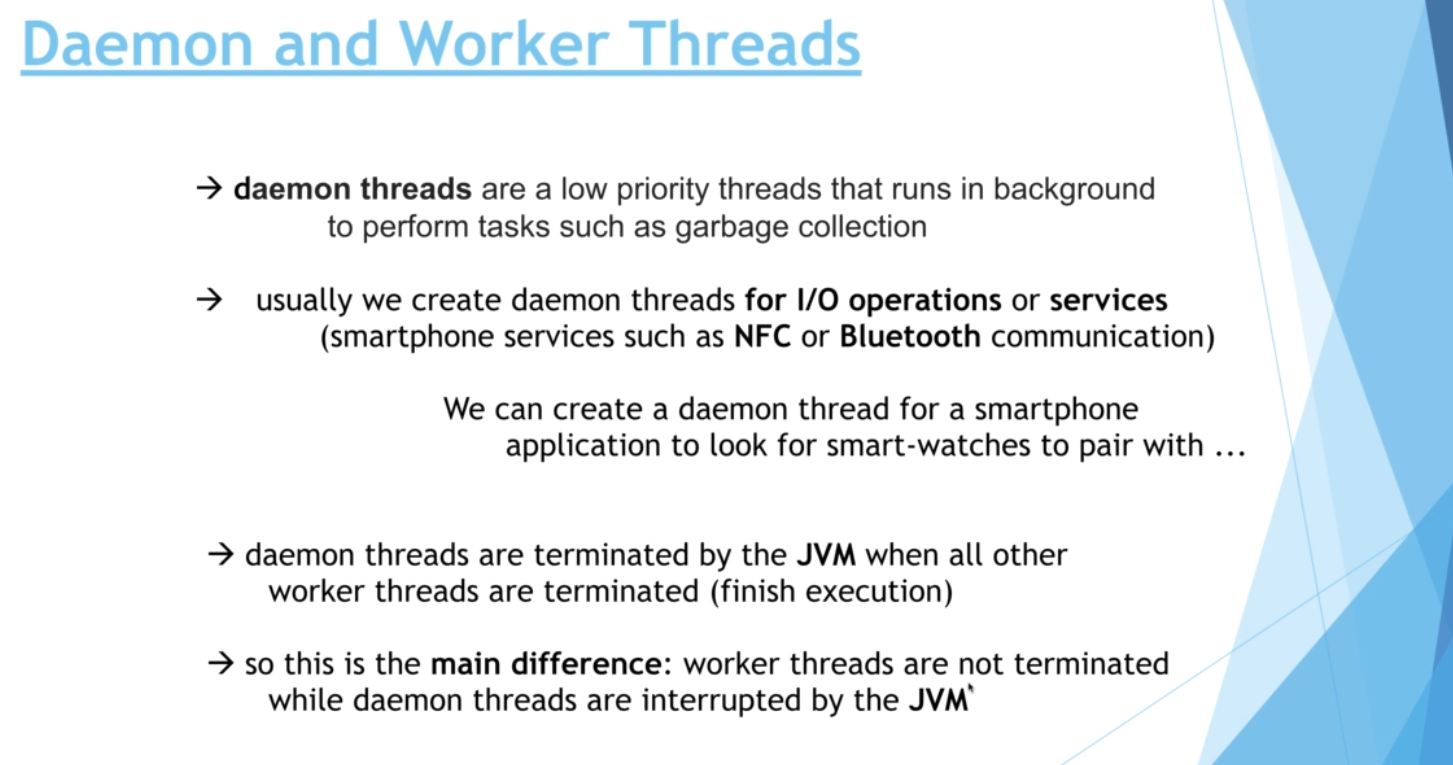 Daemon and Worker Threads
→ daemon threads are a low priority threads that runs in background
to perform tasks such as garbage collection
→ usually we create daemon threads for I/O operations or services
(smartphone services such as NFC or Bluetooth communication)
We can create a daemon thread for a smartphone
application to look for smart-watches to pair with ...
→ daemon threads are terminated by the JVM when all other
worker threads are terminated (finish execution)
→ so this is the main difference: worker threads are not terminated
while daemon threads are interrupted by the JVM